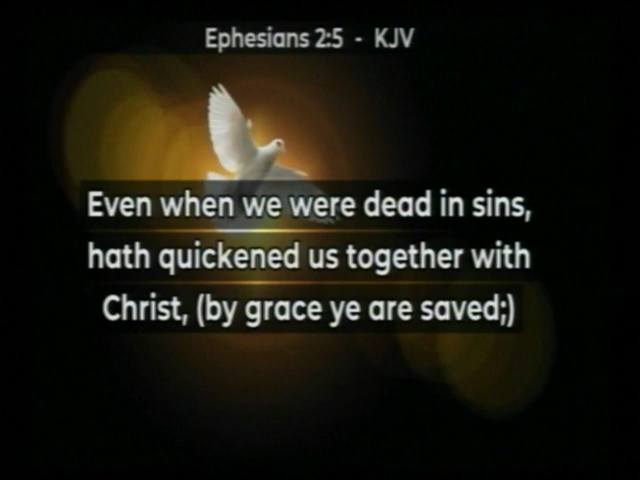 Ephesians 2:5 - KJV
Even when we were dead in sins,
hath quickened us together with
Christ, (by grace ye are saved;)